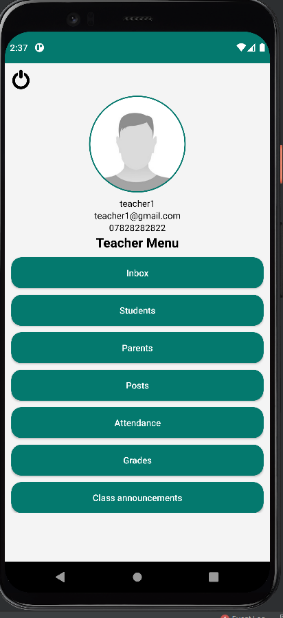 2:37
teacher1
teacher1@gmail.com
07828282822
Teacher Menu
Inbox
Students
Parents
Posts
Attendance
Grades
Class announcements